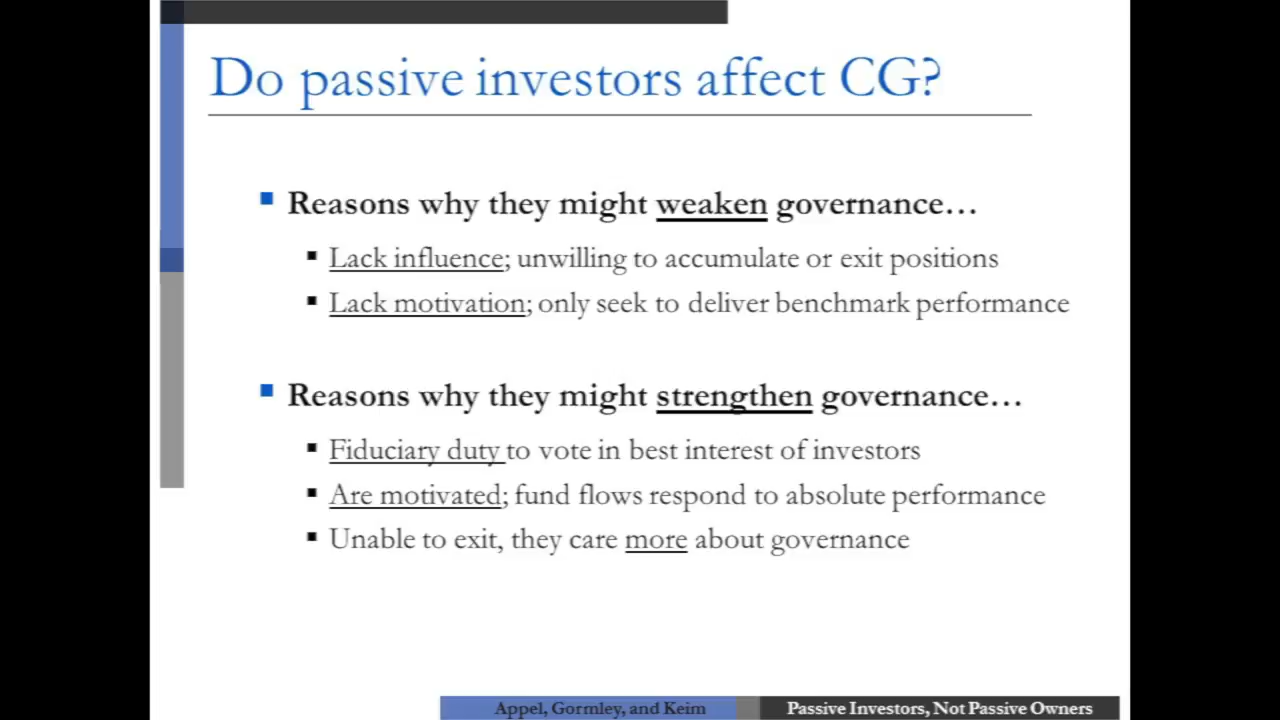 Do passive investors affect CG?
Reasons why they might weaken governance…
Lack influence; unwilling to accumulate or exit positions
Lack motivation; only seek to deliver benchmark performance
Reasons why they might strengthen governance…
Fiduciary duty to vote in best interest of investors
Are motivated; fund flows respond to absolute performance
Unable to exit, they care more about governance
Appel, Gormley, and Keim
Passive Investors, Not Passive Owners